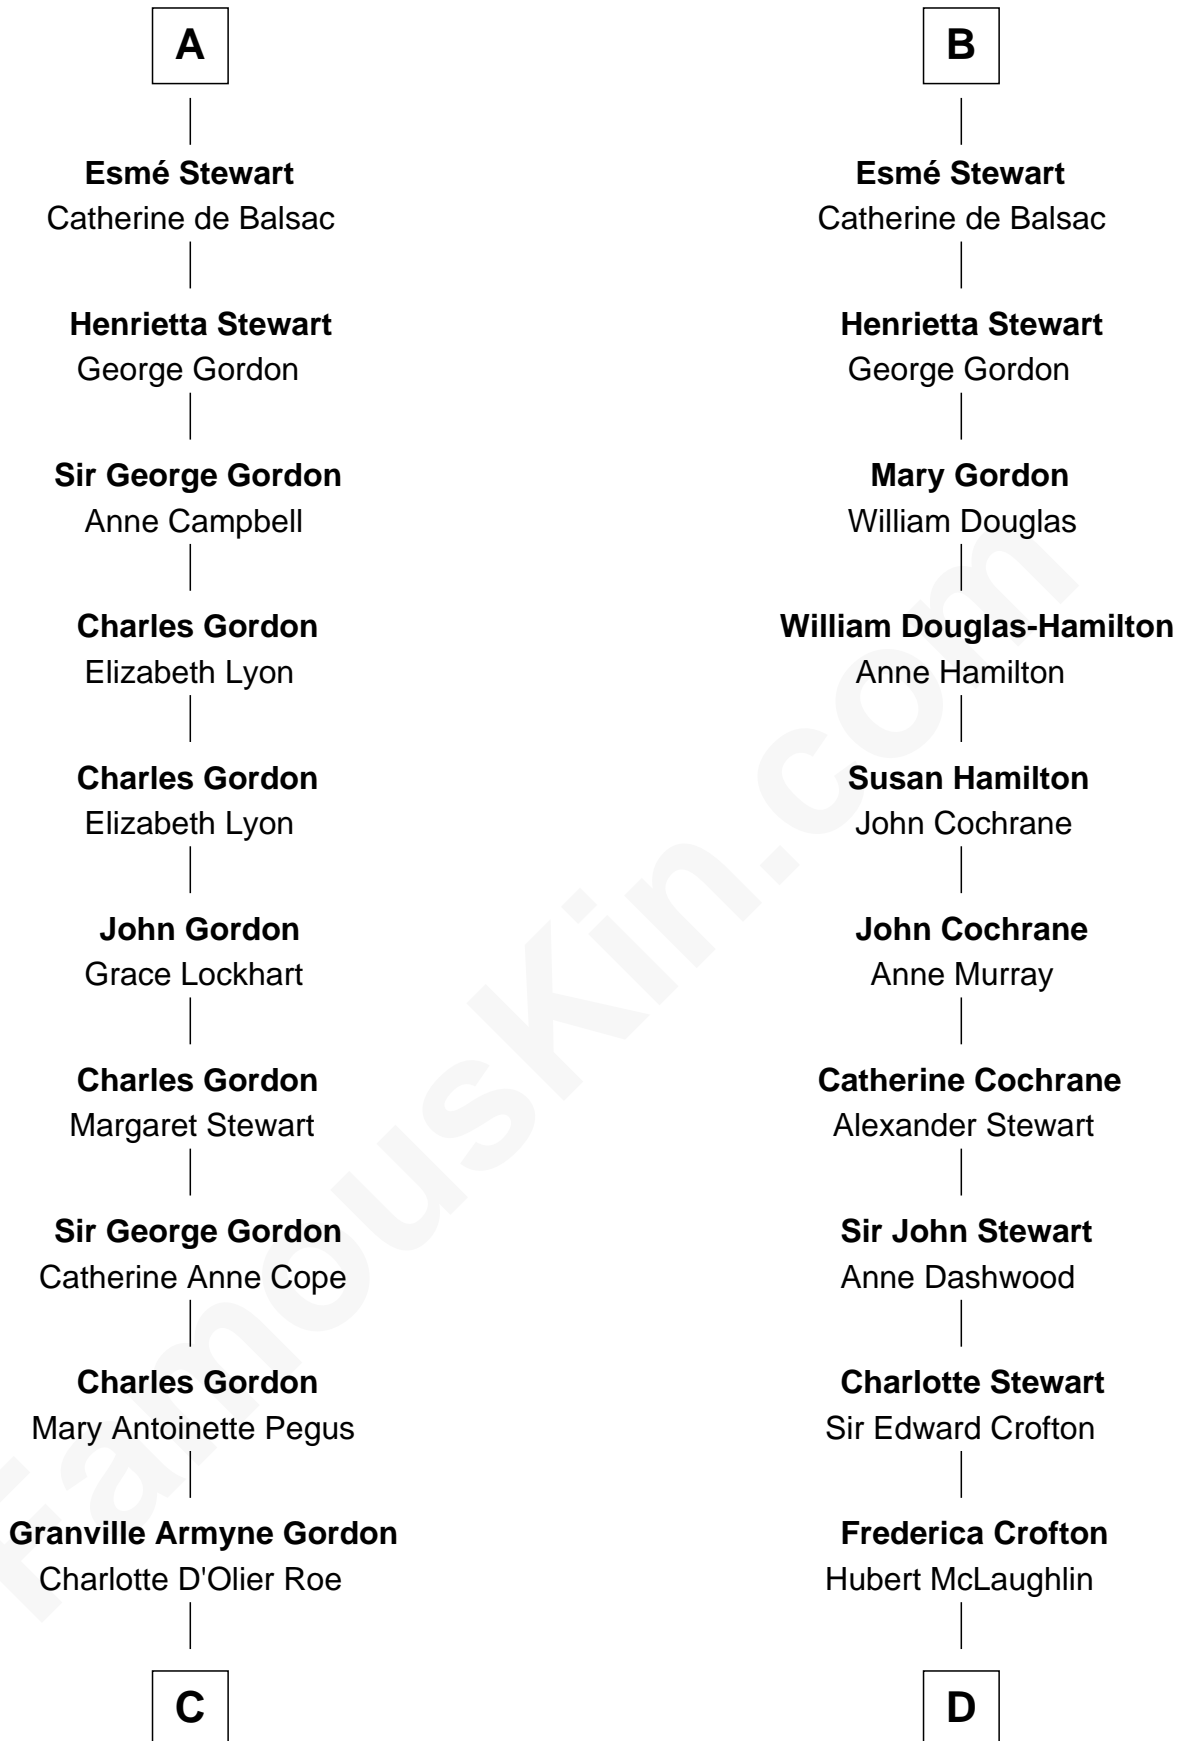 A
Esmé Stewart
Catherine de Balsac
Henrietta Stewart
George Gordon
Sir George Gordon
Anne Campbell
Charles Gordon
Elizabeth Lyon
Charles Gordon
Elizabeth Lyon
John Gordon
Grace Lockhart
Charles Gordon
Margaret Stewart
Sir George Gordon
Catherine Anne Cope
Charles Gordon
Mary Antoinette Pegus
Granville Armyne Gordon
Charlotte D'Olier Roe
C
B
Esmé Stewart
Catherine de Balsac
Henrietta Stewart
George Gordon
Mary Gordon
William Douglas
William Douglas-Hamilton
Anne Hamilton
Susan Hamilton
John Cochrane
John Cochrane
Anne Murray
Catherine Cochrane
Alexander Stewart
Sir John Stewart
Anne Dashwood
Charlotte Stewart
Sir Edward Crofton
Frederica Crofton
Hubert McLaughlin
D
FamousKin.com